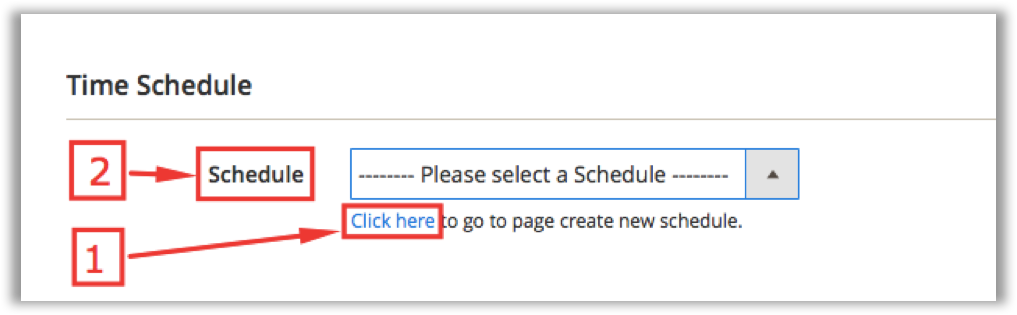 Time Schedule
2 Schedule -------- Please select a Schedule --------
Click here to go to page create new schedule.
1